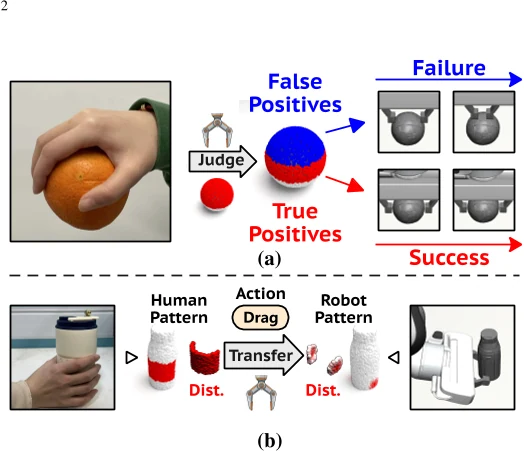 2
False
Positives
Failure
Judge
True
Positives
Success
(a)
Human
Pattern
Action
Drag
Robot
Pattern
Transfer
Dist.
Dist.
(b)